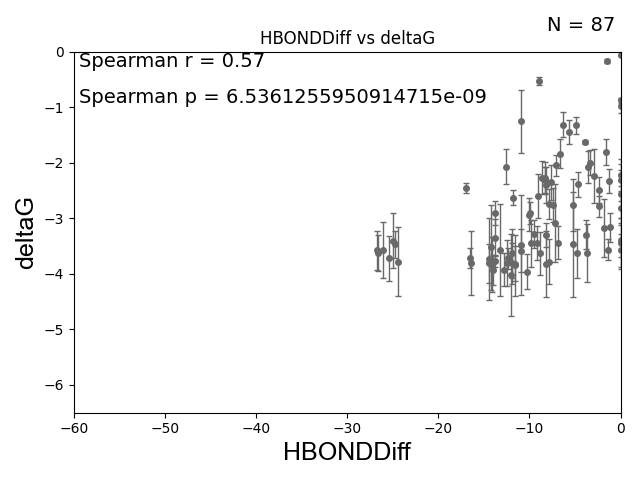 N = 87
HBONDDiff vs deltaG
Spearman r = 0.57
Spearman p = 6.5361255950914715e-09
deltaG
0
−1
−2
−3
−4
−5
−6
−60
−50
−40
−30
−20
−10
0
HBONDDiff